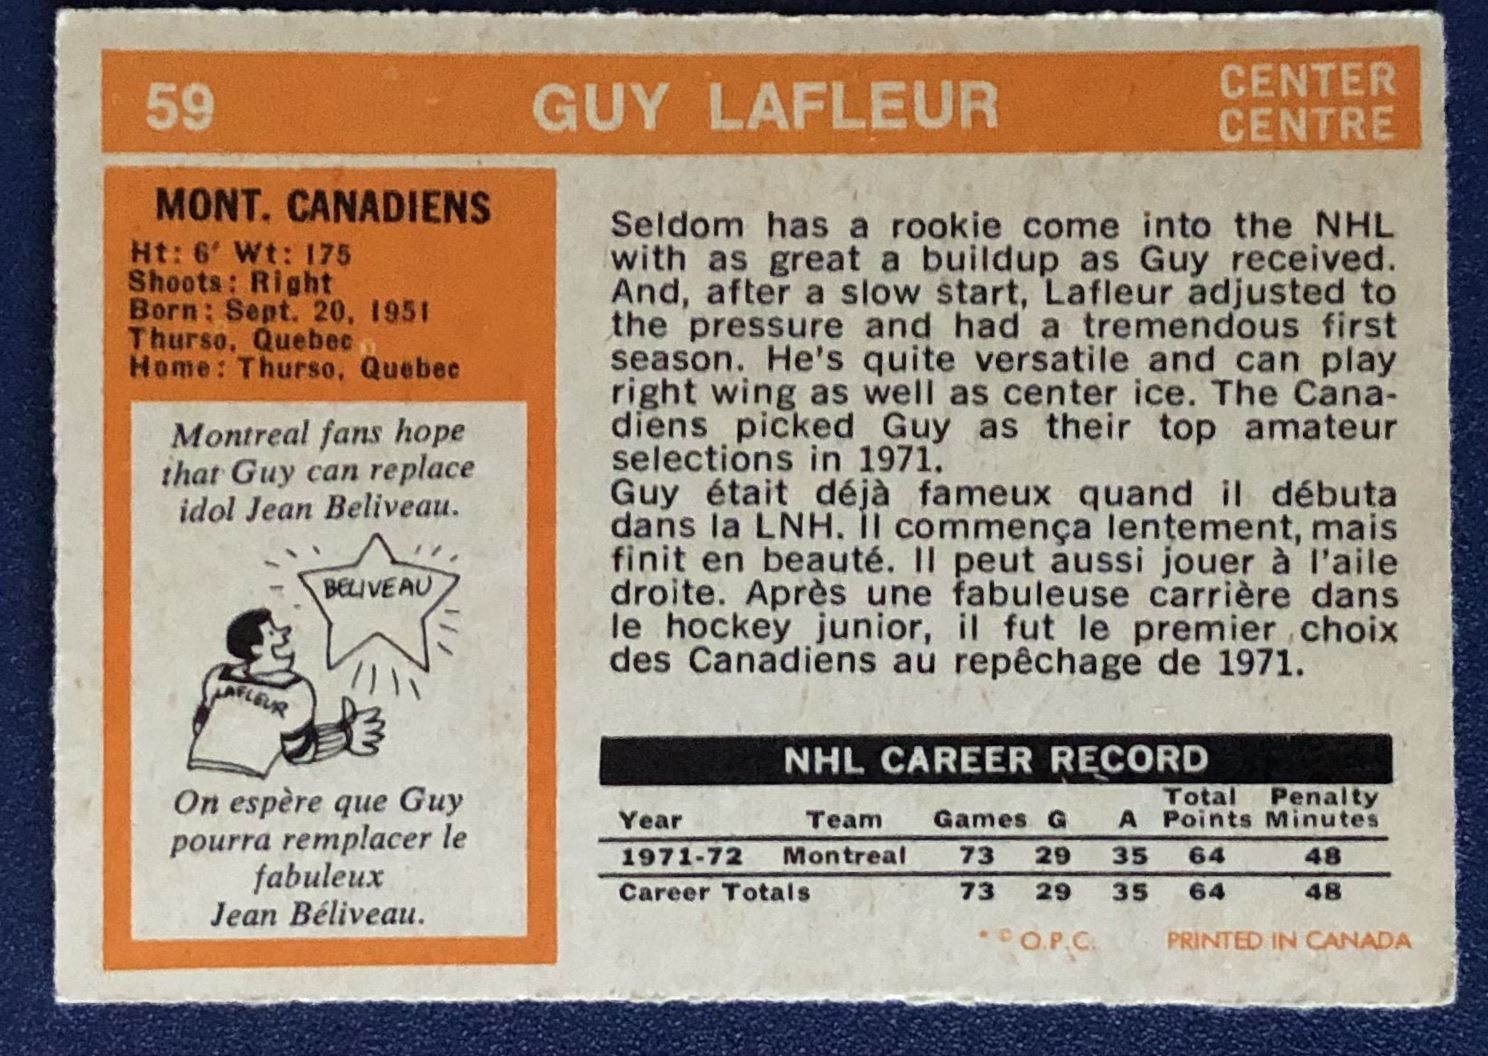 59 GUY LAFLEUR CENTER
CENTRE
MONT. CANADIENS
Ht: 6' Wt: 175
Shoots: Right
Born: Sept. 20, 1951
Thurso, Quebec
Home: Thurso, Quebec
Montreal fans hope
that Guy can replace
idol Jean Beliveau.
BELIVEAU
LAFLEUR
On espère que Guy
pourra remplacer le
fabuleux
Jean Béliveau.
Seldom has a rookie come into the NHL
with as great a buildup as Guy received.
And, after a slow start, Lafleur adjusted to
the pressure and had a tremendous first
season. He's quite versatile and can play
right wing as well as center ice. The Cana-
diens picked Guy as their top amateur
selections in 1971.
Guy était déjà fameux quand il débuta
dans la LNH. Il commença lentement, mais
finit en beauté. Il peut aussi jouer à l'aile
droite. Après une fabuleuse carrière dans
le hockey junior, il fut le premier choix
des Canadiens au repêchage de 1971.
NHL CAREER RECORD
Year Team Games G A Total Points Penalty Minutes
1971-72 Montreal 73 29 35 64 48
Career Totals 73 29 35 64 48
* © O.P.C. PRINTED IN CANADA